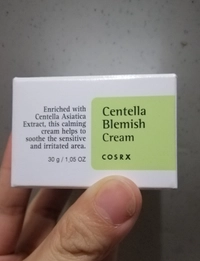 Enriched with
Centella Asiatica
Extract, this calming
cream helps to
soothe the sensitive
and irritated area.
30 g / 1,05 OZ
Centella
Blemish
Cream
COSRX